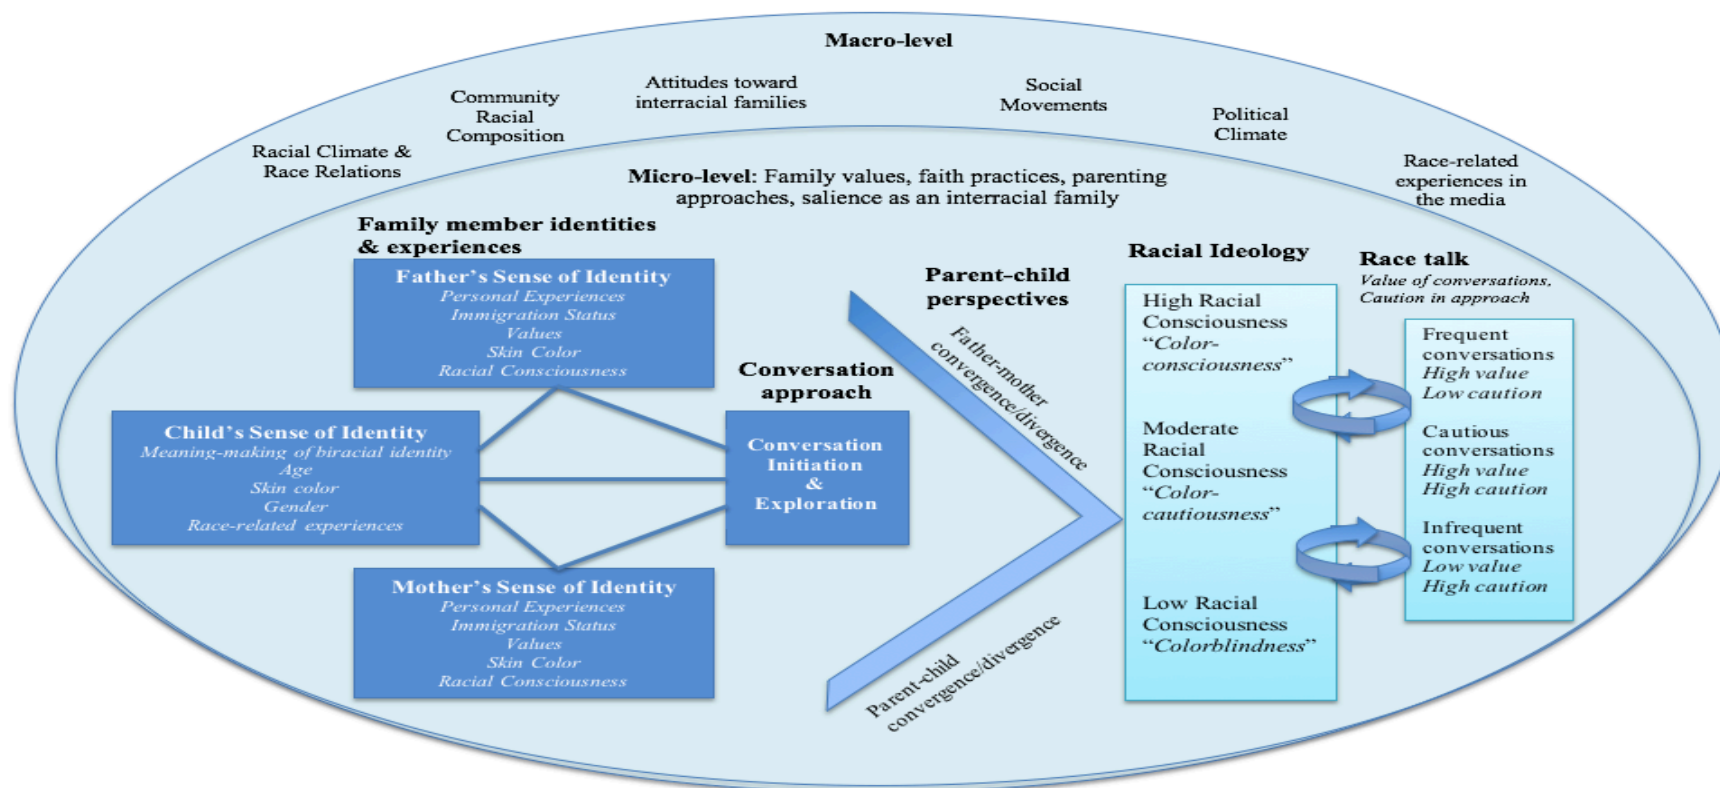 Macro-level
Racial Climate &
Race Relations
Community
Racial
Composition
Attitudes toward
interracial families
Social
Movements
Political
Climate
Race-related
experiences in
the media
Micro-level: Family values, faith practices, parenting
approaches, salience as an interracial family
Family member identities
& experiences
Father's Sense of Identity
Personal Experiences
Immigration Status
Values
Skin Color
Racial Consciousness
Child's Sense of Identity
Meaning-making of biracial identity
Age
Skin color
Gender
Race-related experiences
Mother's Sense of Identity
Personal Experiences
Immigration Status
Values
Skin Color
Racial Consciousness
Conversation
approach
Conversation
Initiation
&
Exploration
Parent-child
perspectives
Father-mother
convergence/divergence
Parent-child
convergence/divergence
Racial Ideology
High Racial
Consciousness
“Color-
consciousness”
Moderate
Racial
Consciousness
“Color-
cautiousness”
Low Racial
Consciousness
“Colorblindness”
Race talk
Value of conversations,
Caution in approach
Frequent
conversations
High value
Low caution
Cautious
conversations
High value
High caution
Infrequent
conversations
Low value
High caution